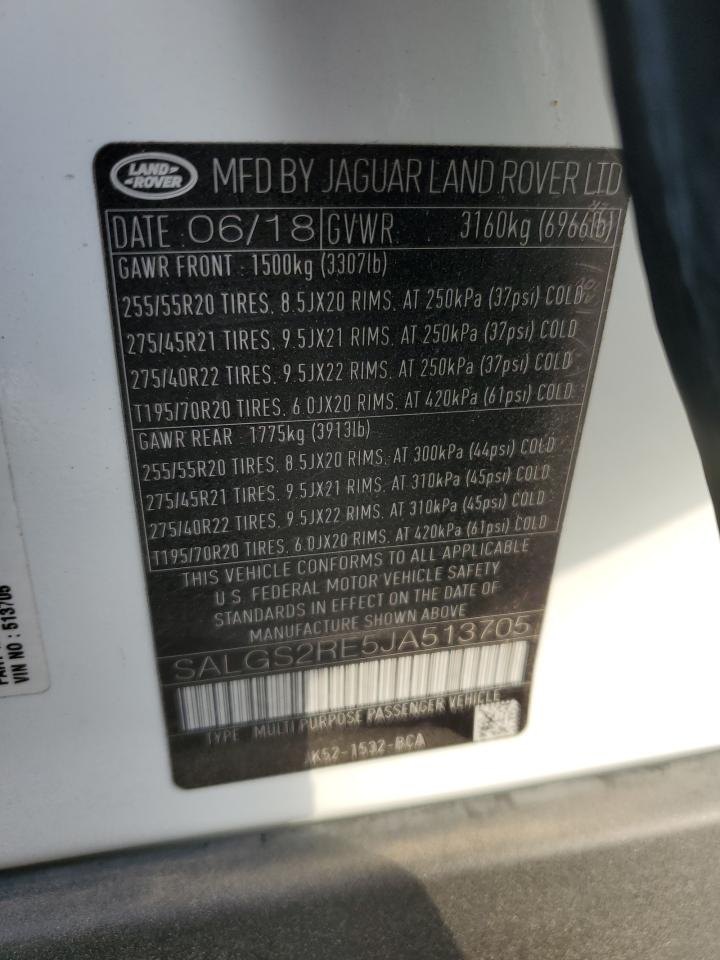 LAND ROVER MFD BY JAGUAR LAND ROVER LTD
DATE 06/18 GVWR 3160kg (6966lb)
GAWR FRONT 1500kg (3307lb)
255/55R20 TIRES, 8.5JX20 RIMS, AT 250kPa (37psi) COLD
275/45R21 TIRES, 9.5JX21 RIMS, AT 250kPa (37psi) COLD
275/40R22 TIRES, 9.5JX22 RIMS, AT 250kPa (37psi) COLD
T195/70R20 TIRES, 6.0JX20 RIMS, AT 420kPa (61psi) COLD
GAWR REAR 1775kg (3913lb)
255/55R20 TIRES, 8.5JX20 RIMS, AT 300kPa (44psi) COLD
275/45R21 TIRES, 9.5JX21 RIMS, AT 310kPa (45psi) COLD
275/40R22 TIRES, 9.5JX22 RIMS, AT 310kPa (45psi) COLD
T195/70R20 TIRES, 6.0JX20 RIMS, AT 420kPa (61psi) COLD
THIS VEHICLE CONFORMS TO ALL APPLICABLE
U.S. FEDERAL MOTOR VEHICLE SAFETY
STANDARDS IN EFFECT ON THE DATE OF
MANUFACTURE SHOWN ABOVE
SALGS2RE5JA513705
TYPE MULTI PURPOSE PASSENGER VEHICLE
JK52-1532-BCA
VIN NO : 513705